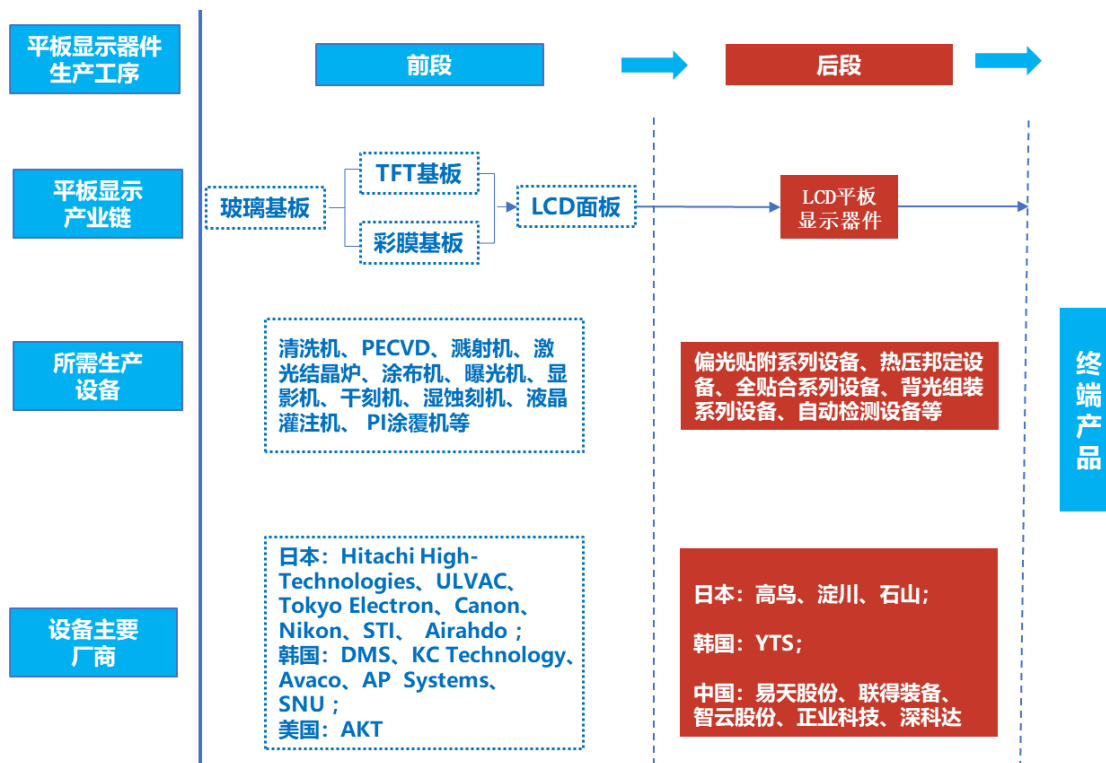 平板显示器件
生产工序
前段
后段
平板显示
产业链
玻璃基板
TFT基板
彩膜基板
LCD面板
LCD平板
显示器件
所需生产
设备
清洗机、PECVD、溅射机、激
光结晶炉、涂布机、曝光机、显
影机、干刻机、湿蚀刻机、液晶
灌注机、 PI涂覆机等
偏光贴附系列设备、热压邦定设
备、全贴合系列设备、背光组装
系列设备、自动检测设备等
终
端
产
品
设备主要
厂商
日本：Hitachi High-
Technologies、ULVAC、
Tokyo Electron、Canon、
Nikon、STI、 Airahdo；
韩国：DMS、KC Technology、
Avaco、AP Systems、
SNU；
美国：AKT
日本：高鸟、淀川、石山；
韩国：YTS；
中国：易天股份、联得装备、
智云股份、正业科技、深科达